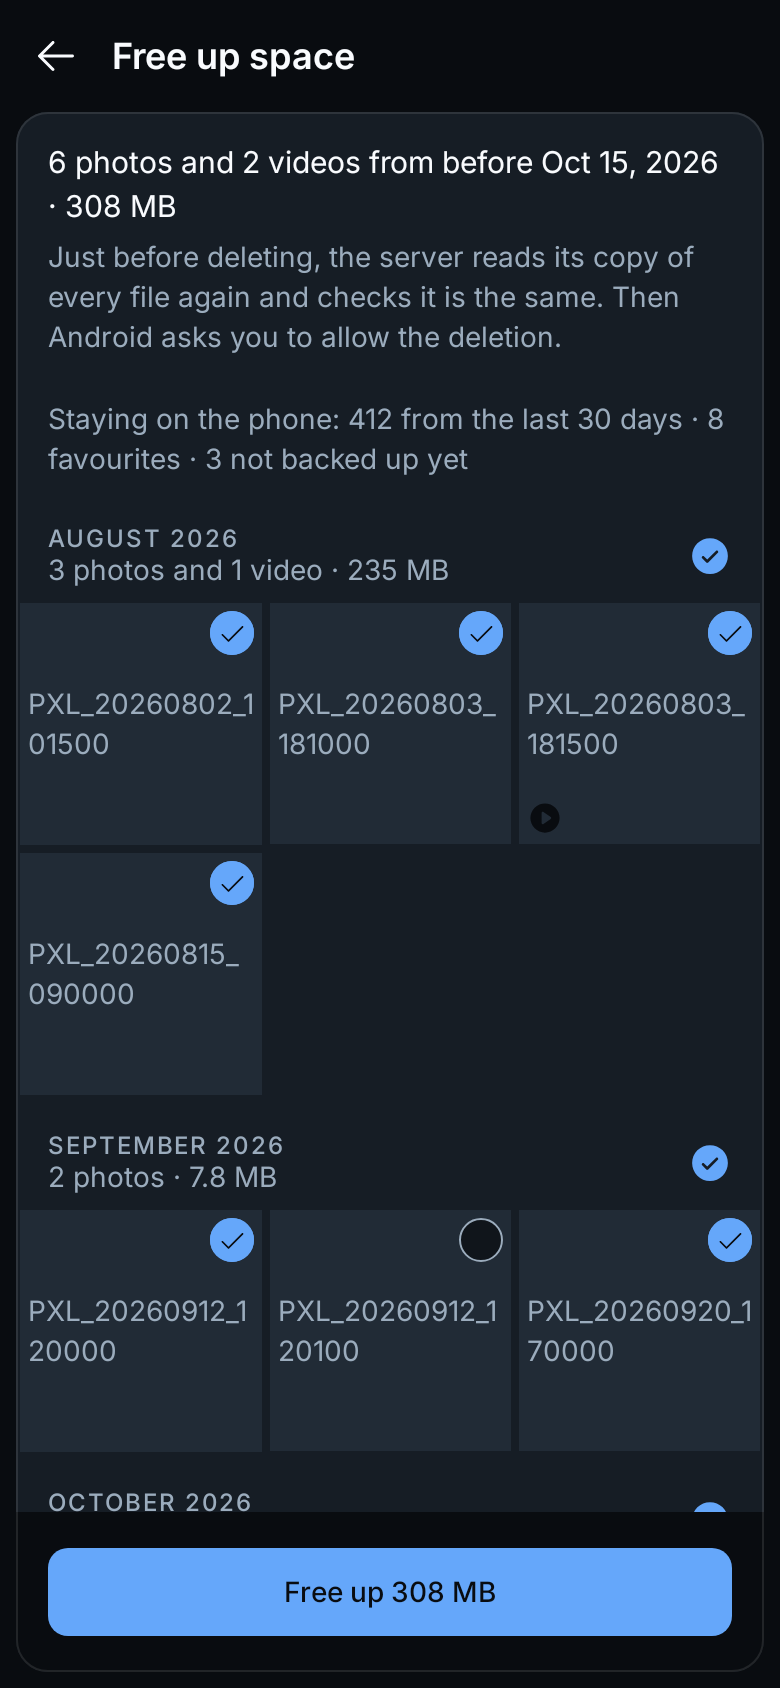 Free up space
6 photos and 2 videos from before Oct 15, 2026
· 308 MB
Just before deleting, the server reads its copy of
every file again and checks it is the same. Then
Android asks you to allow the deletion.
Staying on the phone: 412 from the last 30 days · 8
favourites · 3 not backed up yet
AUGUST 2026
3 photos and 1 video · 235 MB
PXL_20260802_1
01500
PXL_20260803_
181000
PXL_20260803_
181500
PXL_20260815_
090000
SEPTEMBER 2026
2 photos · 7.8 MB
PXL_20260912_1
20000
PXL_20260912_1
20100
PXL_20260920_1
70000
OCTOBER 2026
Free up 308 MB